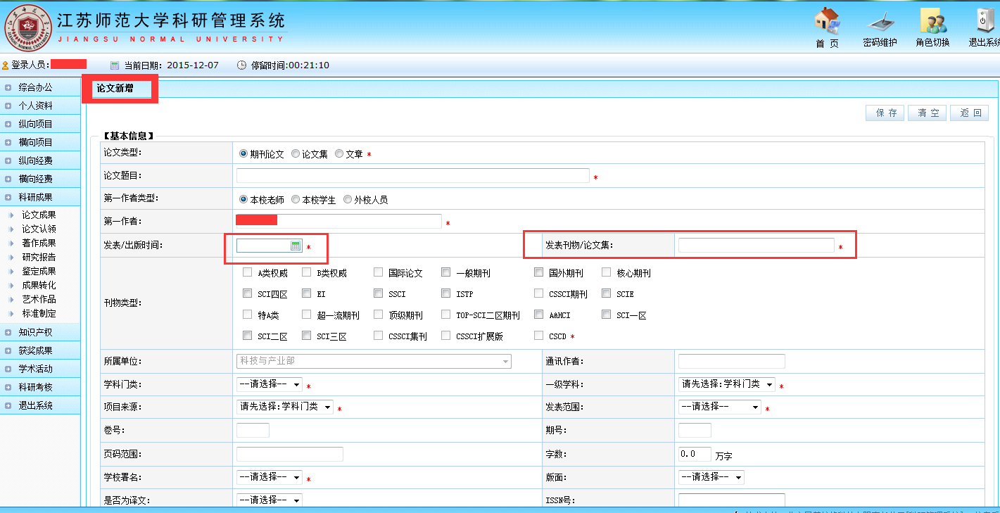 江苏师范大学科研管理系统
JIANGSU NORMAL UNIVERSITY
首 页 密码维护 角色切换 退出系统
登录人员: 当前日期: 2015-12-07 停留时间:00:21:10
综合办公
个人资料
纵向项目
横向项目
纵向经费
横向经费
科研成果
论文成果
论文认领
著作成果
研究报告
鉴定成果
成果转化
艺术作品
标准制定
知识产权
获奖成果
学术活动
科研考核
退出系统
论文新增
保 存 清 空 返 回
【基本信息】
论文类型: 期刊论文 论文集 文章 *
论文题目: *
第一作者类型: 本校老师 本校学生 外校人员
第一作者: *
发表/出版时间: * 发表刊物/论文集: *
刊物类型:
A类权威 B类权威 国际论文 一般期刊 国外期刊 核心期刊
SCI四区 EI SSCI ISTP CSSCI期刊 SCIE
特A类 超一流期刊 顶级期刊 TOP-SCI二区期刊 A&HCI SCI一区
SCI二区 SCI三区 CSSCI集刊 CSSCI扩展版 CSCD *
所属单位: 科技与产业部 通讯作者:
学科门类: --请选择-- * 一级学科: 请先选择:学科门类 *
项目来源: 请先选择:学科门类 * 发表范围: --请选择-- *
卷号: 期号:
页码范围: 字数: 0.0 万字
学校署名: --请选择-- * 版面: --请选择--
是否为译文: --请选择-- ISSN号: